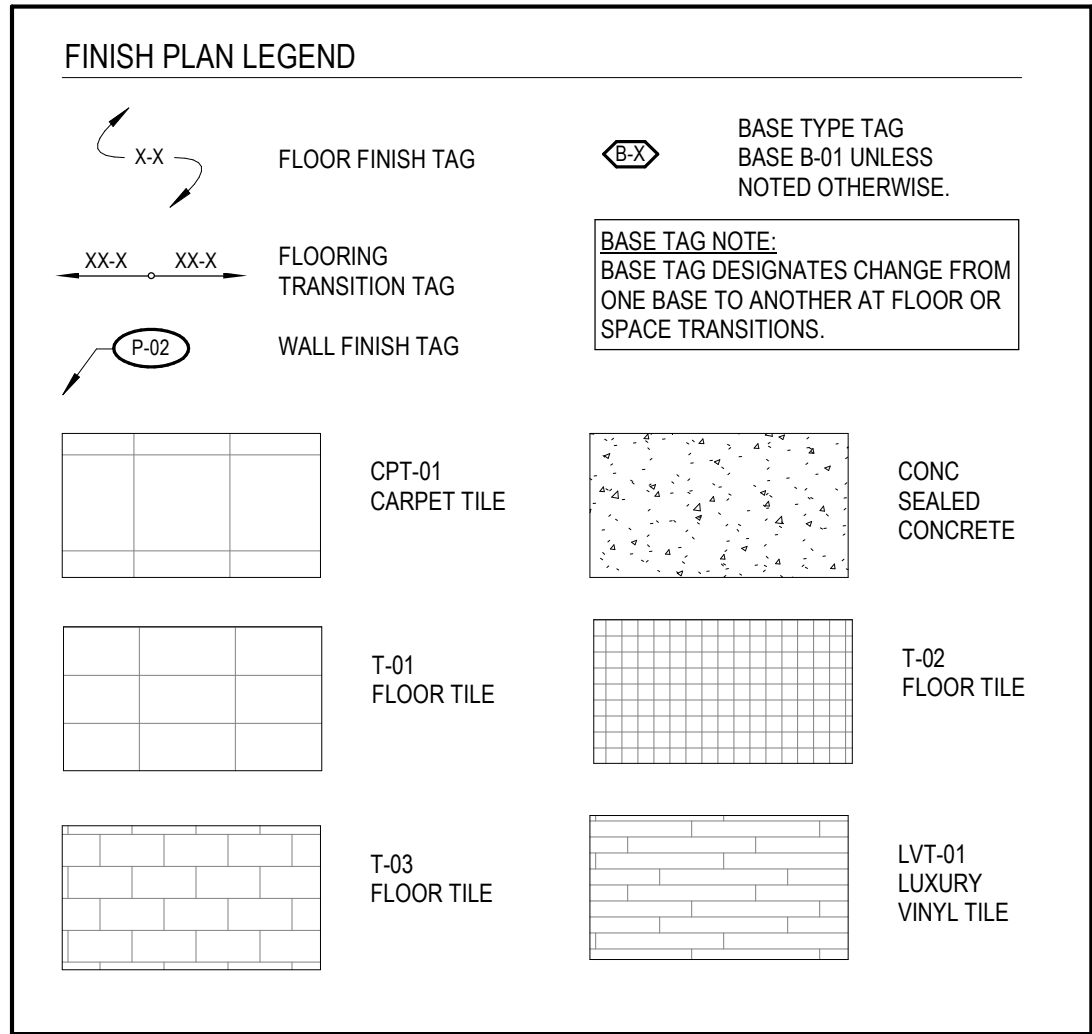 FINISH PLAN LEGEND
X-X
FLOOR FINISH TAG
B-X
BASE TYPE TAG
BASE B-01 UNLESS
NOTED OTHERWISE.
XX-X XX-X
FLOORING
TRANSITION TAG
BASE TAG NOTE:
BASE TAG DESIGNATES CHANGE FROM
ONE BASE TO ANOTHER AT FLOOR OR
SPACE TRANSITIONS.
P-02
WALL FINISH TAG
CPT-01
CARPET TILE
CONC
SEALED
CONCRETE
T-01
FLOOR TILE
T-02
FLOOR TILE
T-03
FLOOR TILE
LVT-01
LUXURY
VINYL TILE